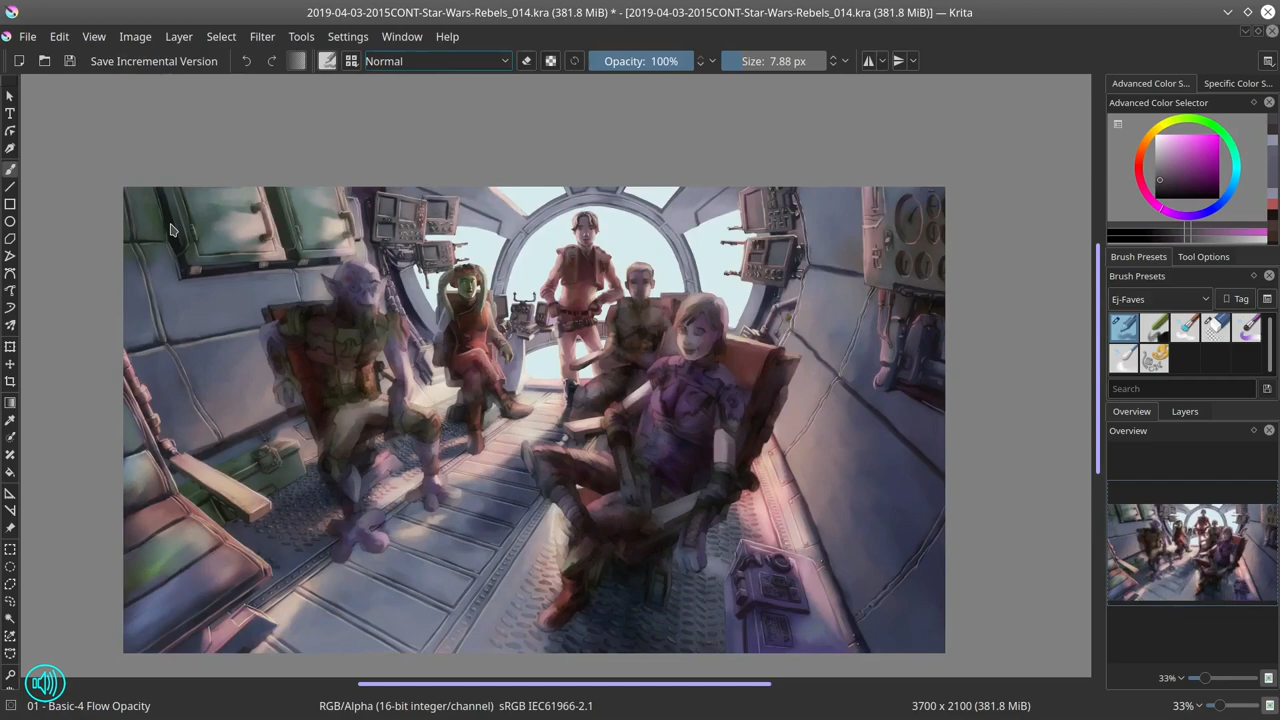 2019-04-03-2015CONT-Star-Wars-Rebels_014.kra (381.8 MiB) * - [2019-04-03-2015CONT-Star-Wars-Rebels_014.kra (381.8 MiB)] — Krita
File Edit View Image Layer Select Filter Tools Settings Window Help
Save Incremental Version Normal Opacity: 100% Size: 7.88 px
Advanced Color S... Specific Color S...
Advanced Color Selector
Brush Presets Tool Options
Brush Presets
Ej-Faves Tag
Search
Overview Layers
Overview
33%
01 - Basic-4 Flow Opacity RGB/Alpha (16-bit integer/channel) sRGB IEC61966-2.1 3700 x 2100 (381.8 MiB) 33%